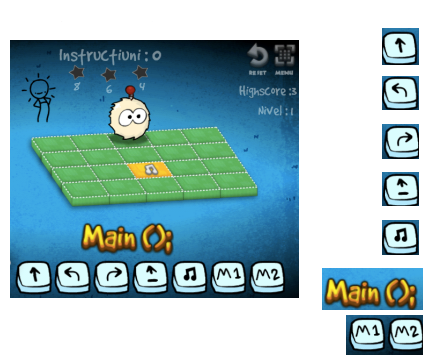 Instructiuni : 0
8 6 4
RESET MENIU
Highscore :3
Nivel : 1
Main ();
M1 M2
Main ();
M1 M2